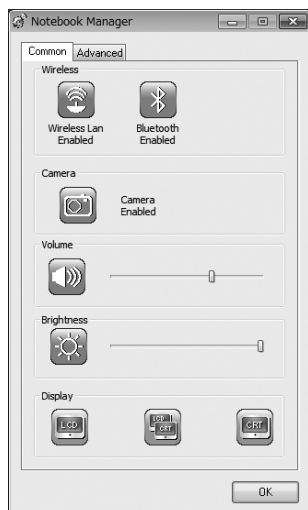 Notebook Manager
Common Advanced
Wireless
Wireless Lan
Enabled
Bluetooth
Enabled
Camera
Camera
Enabled
Volume
Brightness
Display
LCD
LCD
CRT
CRT
OK